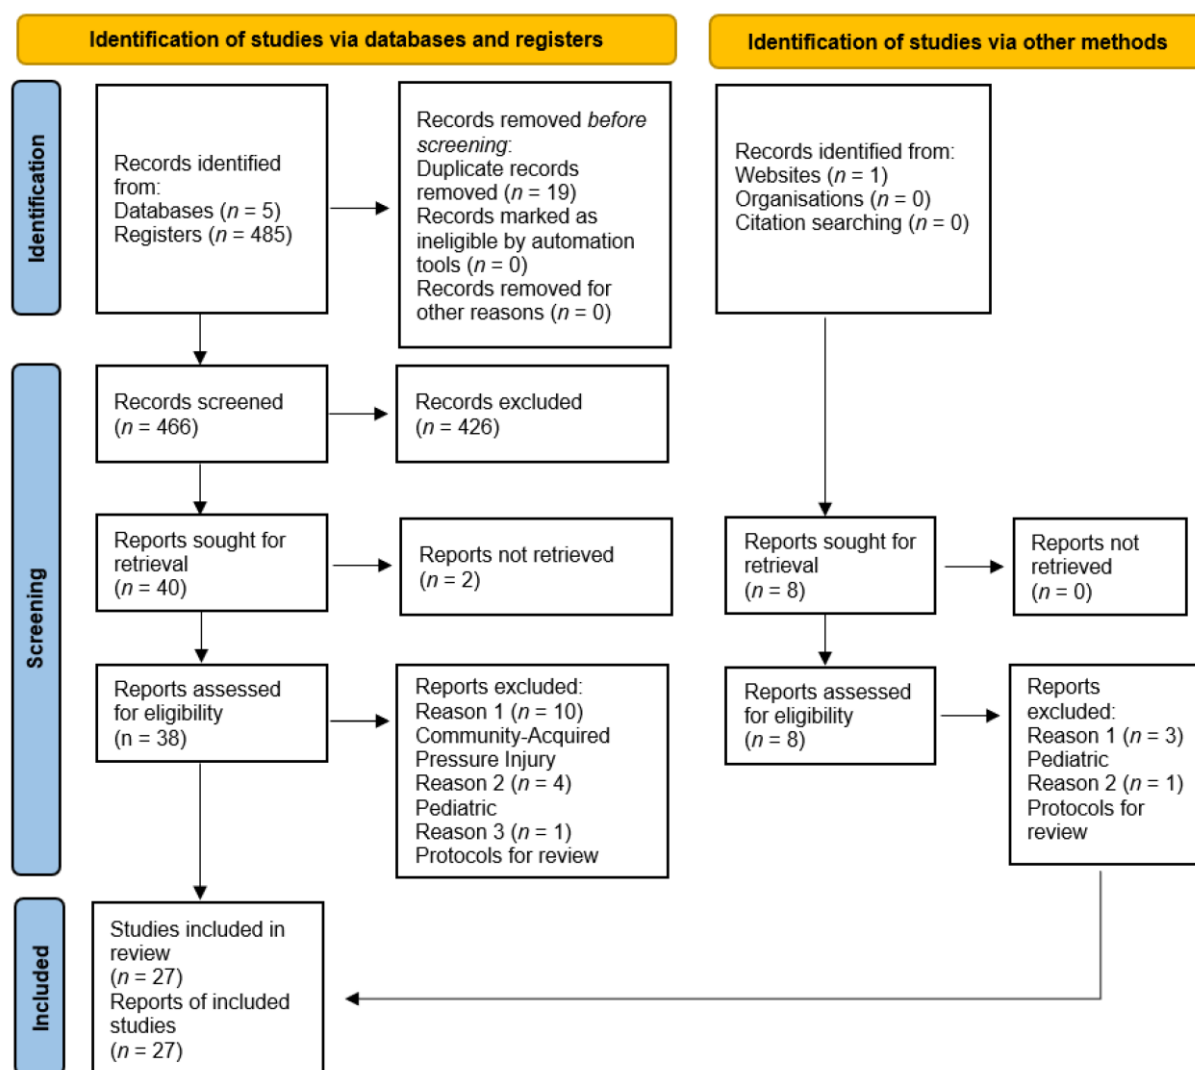 Identification of studies via databases and registers
Identification of studies via other methods
Identification
Records identified
from:
Databases (n = 5)
Registers (n = 485)
Records removed before
screening:
Duplicate records
removed (n = 19)
Records marked as
ineligible by automation
tools (n = 0)
Records removed for
other reasons (n = 0)
Records identified from:
Websites (n = 1)
Organisations (n = 0)
Citation searching (n = 0)
Screening
Records screened
(n = 466)
Records excluded
(n = 426)
Reports sought for
retrieval
(n = 40)
Reports not retrieved
(n = 2)
Reports sought for
retrieval
(n = 8)
Reports not
retrieved
(n = 0)
Reports assessed
for eligibility
(n = 38)
Reports excluded:
Reason 1 (n = 10)
Community-Acquired
Pressure Injury
Reason 2 (n = 4)
Pediatric
Reason 3 (n = 1)
Protocols for review
Reports assessed
for eligibility
(n = 8)
Reports
excluded:
Reason 1 (n = 3)
Pediatric
Reason 2 (n = 1)
Protocols for
review
Included
Studies included in
review
(n = 27)
Reports of included
studies
(n = 27)